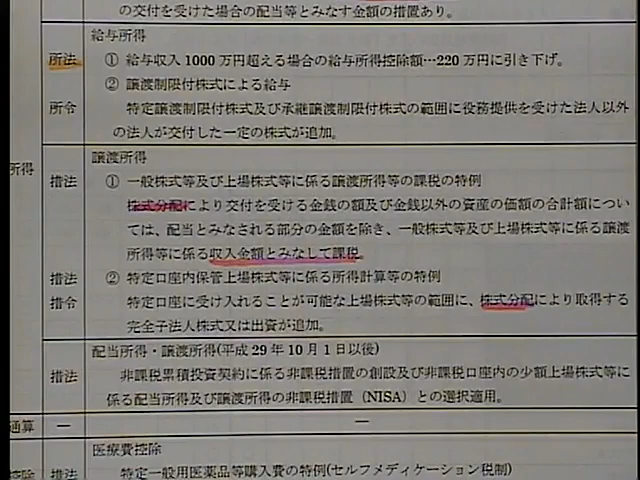 の交付を受けた場合の配当等とみなす金額の措置あり。
給与所得
所法 ① 給与収入1000万円超える場合の給与所得控除額…220万円に引き下げ。
② 譲渡制限付株式による給与
所令 特定譲渡制限付株式及び承継譲渡制限付株式の範囲に役務提供を受けた法人以外
の法人が交付した一定の株式が追加。
譲渡所得
所得
措法 ① 一般株式等及び上場株式等に係る譲渡所得等の課税の特例
株式分配により交付を受ける金銭の額及び金銭以外の資産の価額の合計額につい
ては、配当とみなされる部分の金額を除き、一般株式等及び上場株式等に係る譲渡
所得等に係る収入金額とみなして課税。
措法 ② 特定口座内保管上場株式等に係る所得計算等の特例
措令 特定口座に受け入れることが可能な上場株式等の範囲に、株式分配により取得する
完全子法人株式又は出資が追加。
配当所得・譲渡所得(平成29年10月1日以後)
措法 非課税累積投資契約に係る非課税措置の創設及び非課税口座内の少額上場株式等に
係る配当所得及び譲渡所得の非課税措置（NISA）との選択適用。
通算 ― ―
医療費控除
控除 措法 特定一般用医薬品等購入費の特例(セルフメディケーション税制)